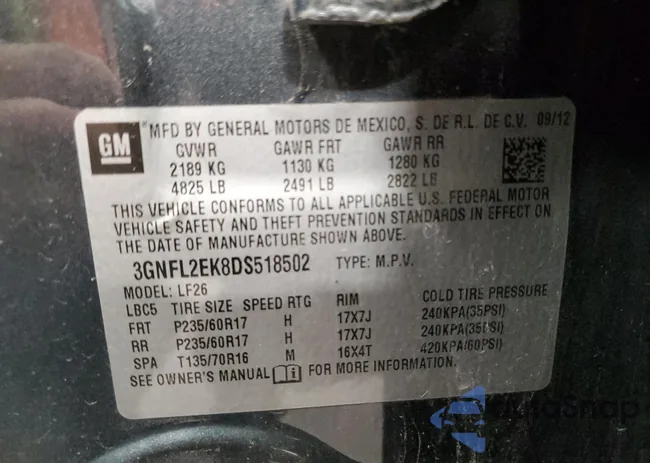 GM
MFD BY GENERAL MOTORS DE MEXICO, S. DE R.L. DE C.V. 09/12
GVWR GAWR FRT GAWR RR
2189 KG 1130 KG 1280 KG
4825 LB 2491 LB 2822 LB
THIS VEHICLE CONFORMS TO ALL APPLICABLE U.S. FEDERAL MOTOR
VEHICLE SAFETY AND THEFT PREVENTION STANDARDS IN EFFECT ON
THE DATE OF MANUFACTURE SHOWN ABOVE.
3GNFL2EK8DS518502 TYPE: M.P.V.
MODEL: LF26
LBC5 TIRE SIZE SPEED RTG RIM COLD TIRE PRESSURE
FRT P235/60R17 H 17X7J 240KPA(35PSI)
RR P235/60R17 H 17X7J 240KPA(35PSI)
SPA T135/70R16 M 16X4T 420KPA(60PSI)
SEE OWNER'S MANUAL FOR MORE INFORMATION.